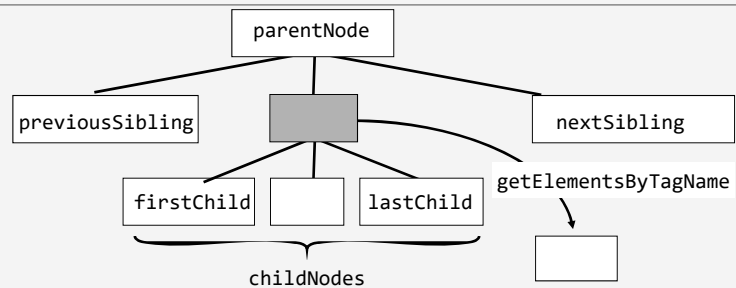 parentNode
previousSibling
nextSibling
getElementsByTagName
firstChild
lastChild
childNodes